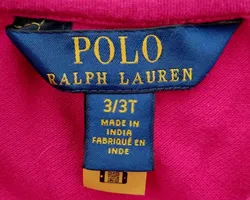 POLO
RALPH LAUREN
3/3T
MADE IN
INDIA
FABRIQUÉ EN
INDE